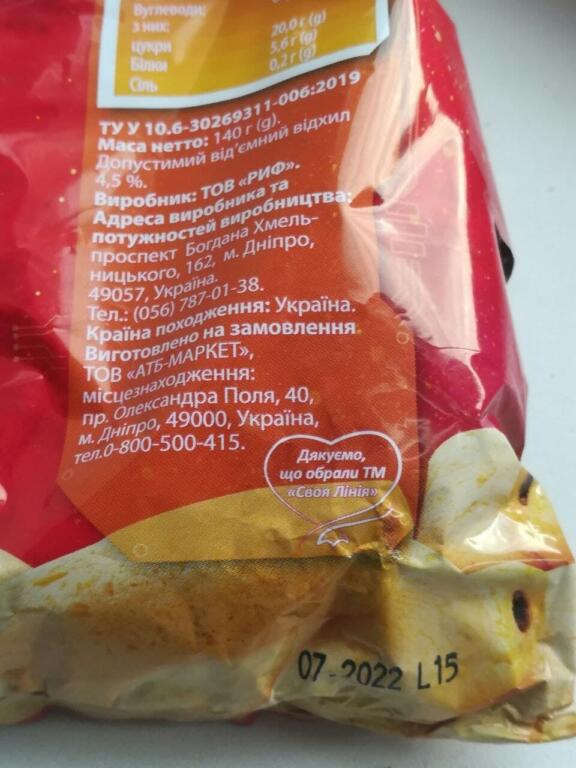 Вуглеводи:
з них:
цукри 20,0 г (g)
Білки 5,6 г (g)
Сіль 0,2 г (g)
ТУ У 10.6-30269311-006:2019
Маса нетто: 140 г (g).
Допустимий від'ємний відхил
4,5 %.
Виробник: ТОВ «РИФ».
Адреса виробника та
потужностей виробництва:
проспект Богдана Хмель-
ницького, 162, м. Дніпро,
49057, Україна.
Тел.: (056) 787-01-38.
Країна походження: Україна.
Виготовлено на замовлення
ТОВ «АТБ-МАРКЕТ»,
місцезнаходження:
пр. Олександра Поля, 40,
м. Дніпро, 49000, Україна,
тел.0-800-500-415.
Дякуємо,
що обрали ТМ
«Своя Лінія»
07-2022 L15